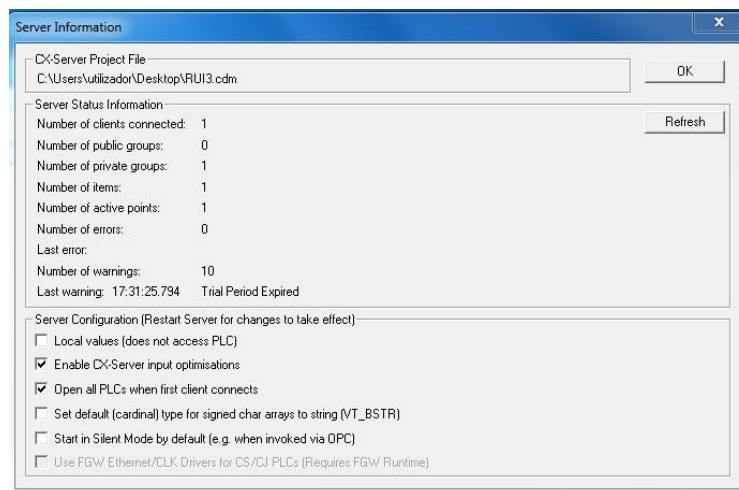 Server Information
x
CX-Server Project File
C:\Users\utilizador\Desktop\RUI3.cdm
OK
Server Status Information
Refresh
Number of clients connected: 1
Number of public groups: 0
Number of private groups: 1
Number of items: 1
Number of active points: 1
Number of errors: 0
Last error:
Number of warnings: 10
Last warning: 17:31:25.794 Trial Period Expired
Server Configuration (Restart Server for changes to take effect)
Local values (does not access PLC)
Enable CX-Server input optimisations
Open all PLCs when first client connects
Set default (cardinal) type for signed char arrays to string (VT_BSTR)
Start in Silent Mode by default (e.g. when invoked via OPC)
Use FGW Ethernet/CLK Drivers for CS/CJ PLCs (Requires FGW Runtime)